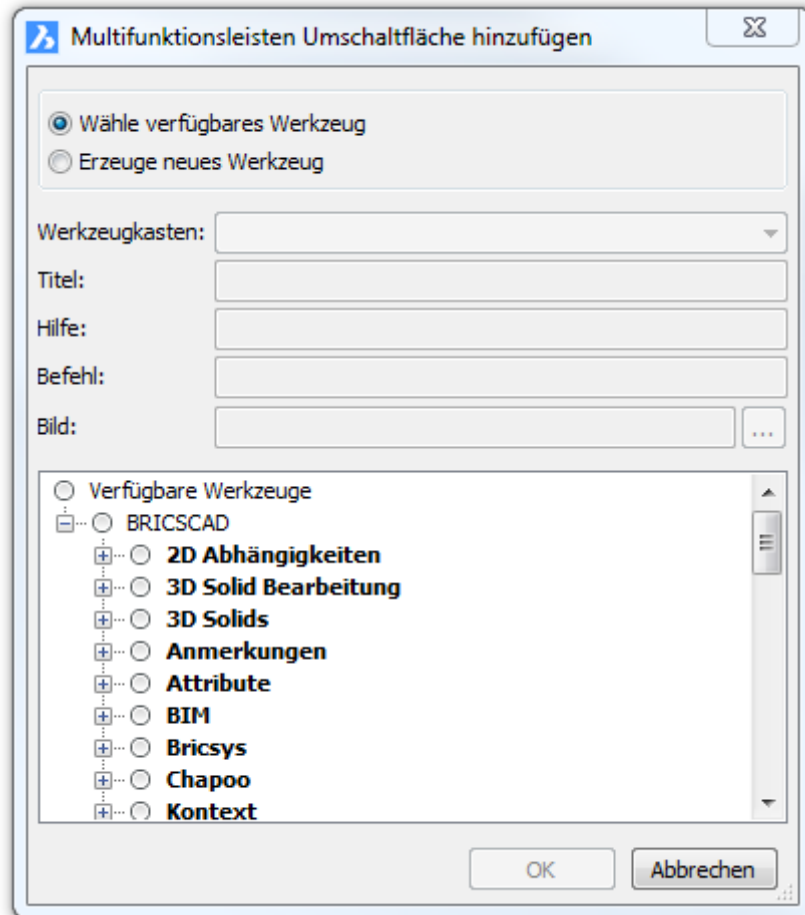 Multifunktionsleisten Umschaltfläche hinzufügen
Wähle verfügbares Werkzeug
Erzeuge neues Werkzeug
Werkzeugkasten:
Titel:
Hilfe:
Befehl:
Bild:
...
Verfügbare Werkzeuge
BRICSCAD
2D Abhängigkeiten
3D Solid Bearbeitung
3D Solids
Anmerkungen
Attribute
BIM
Bricsys
Chapoo
Kontext
OK Abbrechen